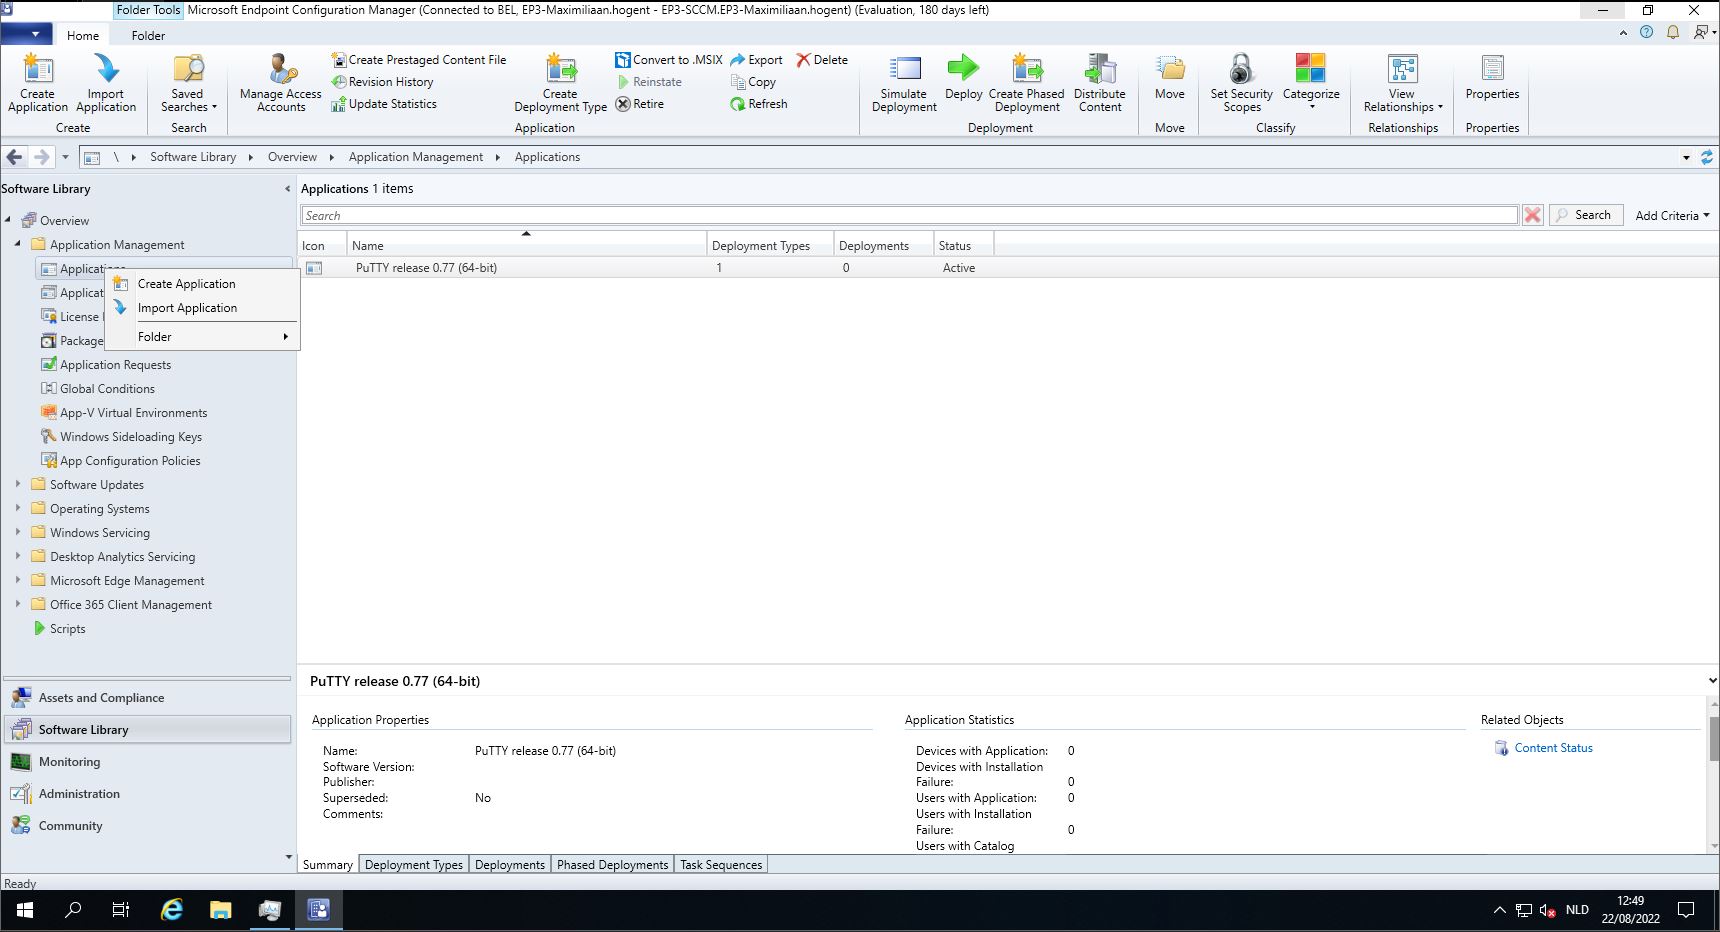 Folder Tools Microsoft Endpoint Configuration Manager (Connected to BEL, EP3-Maximiliaan.hogent - EP3-SCCM.EP3-Maximiliaan.hogent) (Evaluation, 180 days left)
Home Folder
Create Application
Import Application
Create
Saved Searches
Search
Manage Access Accounts
Create Prestaged Content File
Revision History
Update Statistics
Create Deployment Type
Convert to .MSIX
Reinstate
Retire
Export
Copy
Refresh
Delete
Application
Simulate Deployment
Deploy
Create Phased Deployment
Distribute Content
Deployment
Move
Move
Set Security Scopes
Categorize
Classify
View Relationships
Relationships
Properties
Properties
\ Software Library Overview Application Management Applications
Software Library
Overview
Application Management
Applications
Applicat
License
Package
Application Requests
Global Conditions
App-V Virtual Environments
Windows Sideloading Keys
App Configuration Policies
Software Updates
Operating Systems
Windows Servicing
Desktop Analytics Servicing
Microsoft Edge Management
Office 365 Client Management
Scripts
Create Application
Import Application
Folder
Assets and Compliance
Software Library
Monitoring
Administration
Community
Applications 1 items
Search Search Add Criteria
Icon Name Deployment Types Deployments Status
PuTTY release 0.77 (64-bit) 1 0 Active
PuTTY release 0.77 (64-bit)
Application Properties
Name: PuTTY release 0.77 (64-bit)
Software Version:
Publisher:
Superseded: No
Comments:
Application Statistics
Devices with Application: 0
Devices with Installation
Failure: 0
Users with Application: 0
Users with Installation
Failure: 0
Users with Catalog
Related Objects
Content Status
Summary Deployment Types Deployments Phased Deployments Task Sequences
Ready
NLD
12:49
22/08/2022